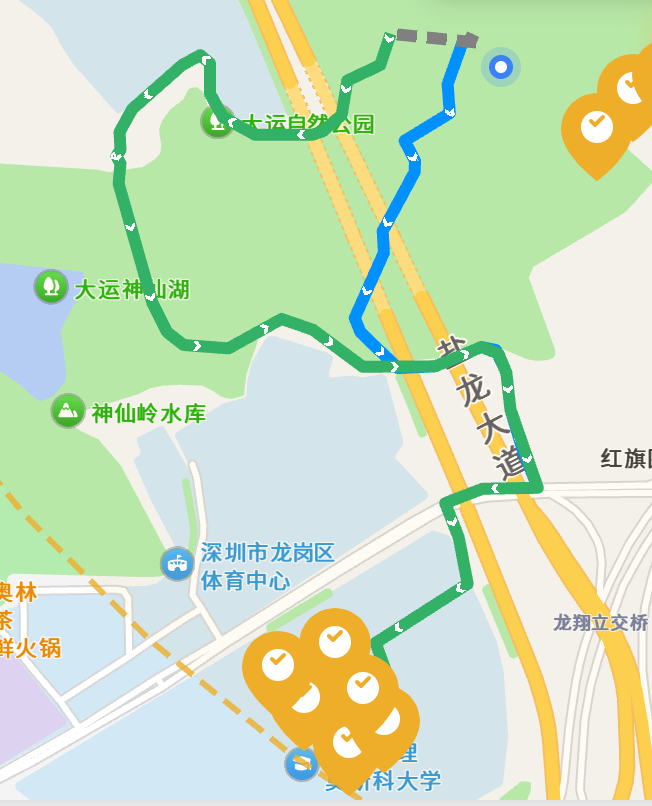 大运自然公园
大运神仙湖
盐龙大道
神仙岭水库
红旗
深圳市龙岗区
体育中心
奥林
茶
鲜火锅
龙翔立交桥
理
科大学